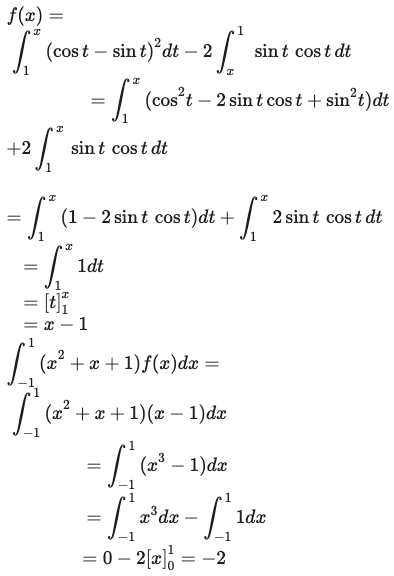 f(x) =
∫₁ˣ (cos t − sin t)² dt − 2 ∫ₓ¹ sin t cos t dt
= ∫₁ˣ (cos² t − 2 sin t cos t + sin² t) dt
+2 ∫₁ˣ sin t cos t dt
= ∫₁ˣ (1 − 2 sin t cos t) dt + ∫₁ˣ 2 sin t cos t dt
= ∫₁ˣ 1dt
= [t]₁ˣ
= x − 1
∫₋₁¹ (x² + x + 1) f(x) dx =
∫₋₁¹ (x² + x + 1)(x − 1) dx
= ∫₋₁¹ (x³ − 1) dx
= ∫₋₁¹ x³ dx − ∫₋₁¹ 1dx
= 0 − 2[x]₀¹ = −2